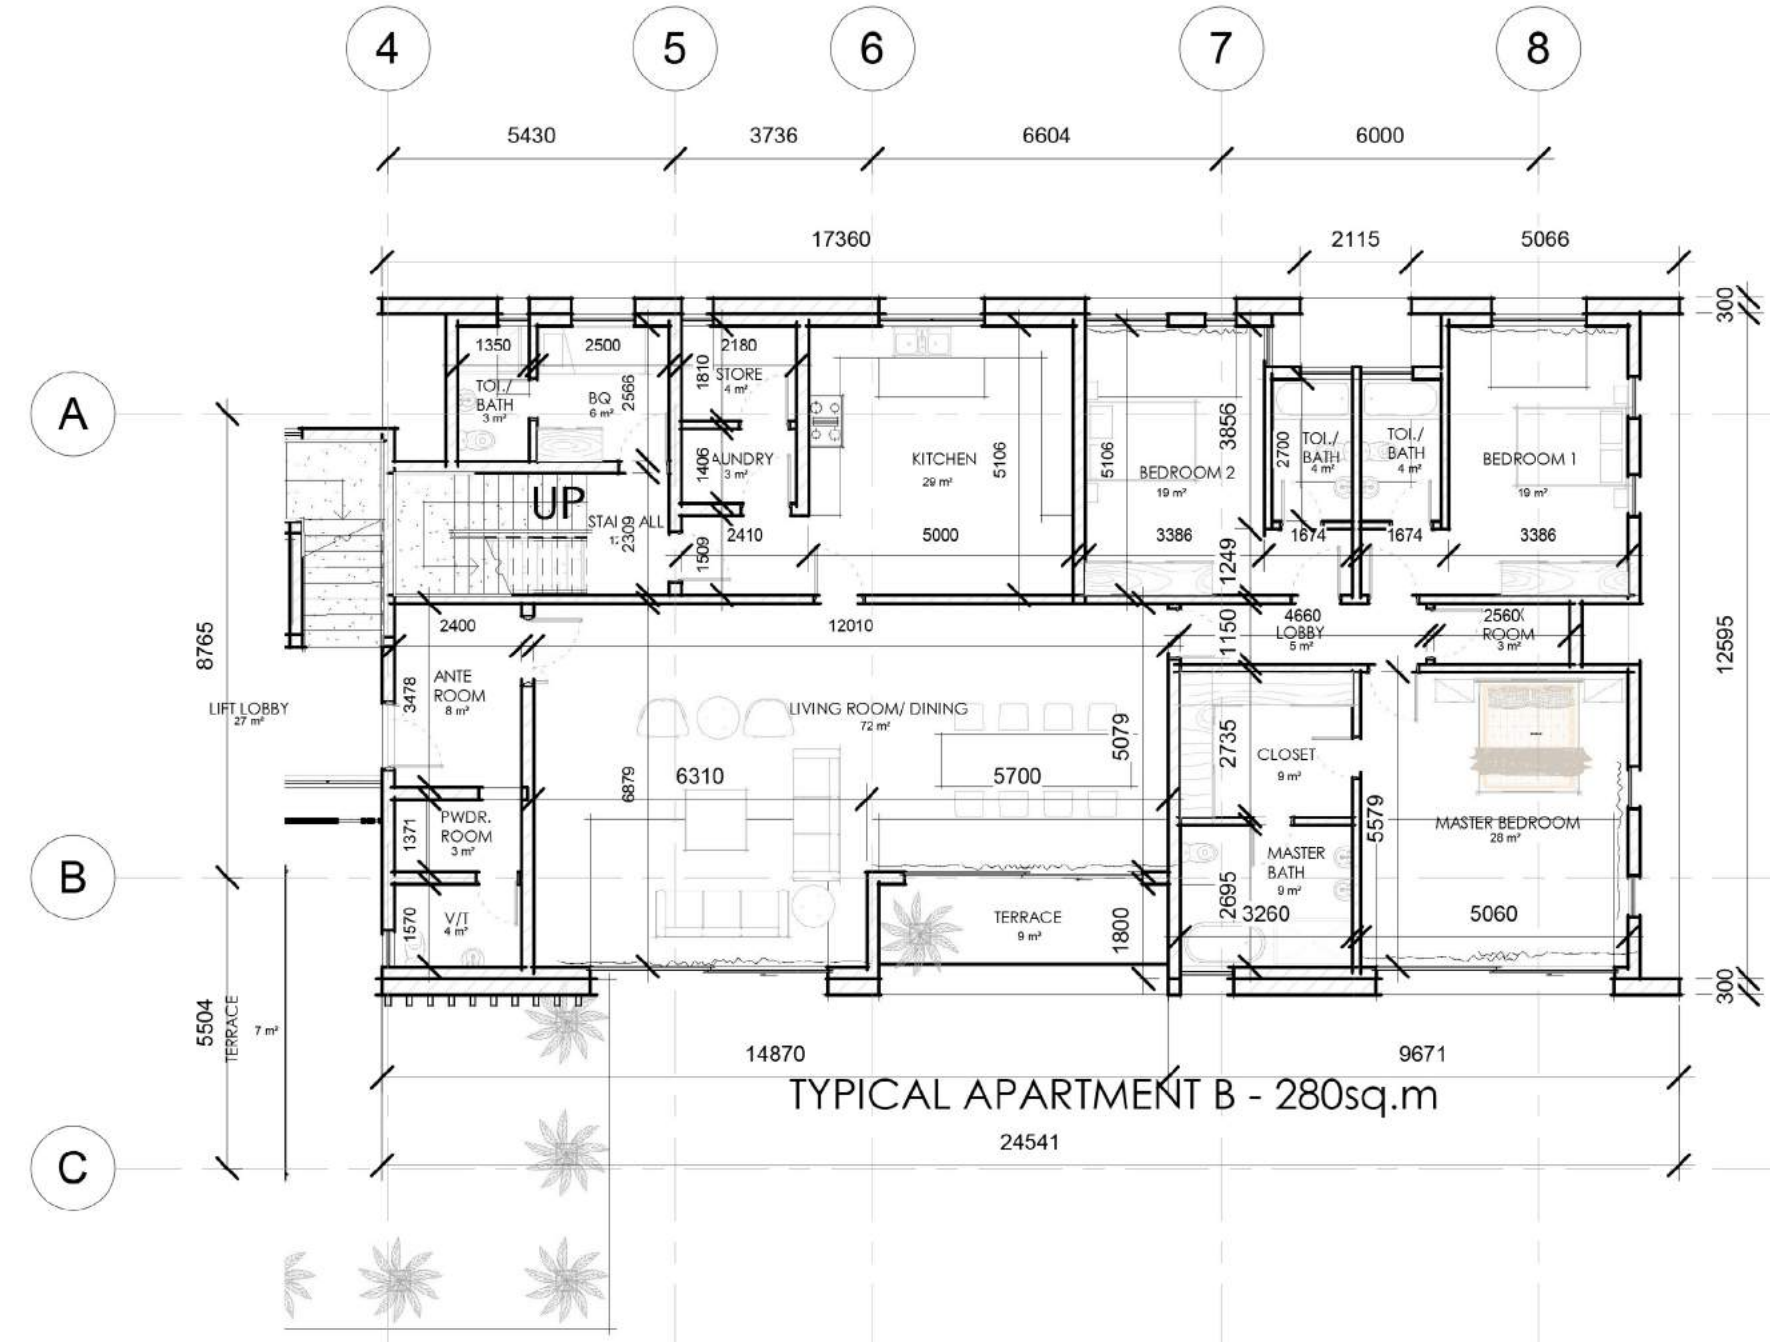 4
5
6
7
8
5430
3736
6604
6000
17360
2115
5066
300
1350
2500
2180
1810
STORE
4 m²
TOI./
BATH
3 m²
BQ
6 m²
2566
A
3856
5106
5106
KITCHEN
29 m²
BEDROOM 2
19 m²
2700
TOI./
BATH
4 m²
TOI./
BATH
4 m²
BEDROOM 1
19 m²
1406
AUNDRY
3 m²
UP
2309
1509
2410
5000
3386
1249
1674
1674
3386
2400
12010
1150
4660
LOBBY
5 m²
2560
ROOM
3 m²
8765
12595
3478
ANTE
ROOM
8 m²
LIFT LOBBY
27 m²
LIVING ROOM/ DINING
72 m²
5079
2735
CLOSET
9 m²
6879
6310
5700
1371
PWDR.
ROOM
3 m²
5579
MASTER BEDROOM
28 m²
B
MASTER
BATH
9 m²
2695
3260
5060
1570
V/T
4 m²
TERRACE
9 m²
1800
300
5504
TERRACE
7 m²
14870
9671
TYPICAL APARTMENT B - 280sq.m
24541
C